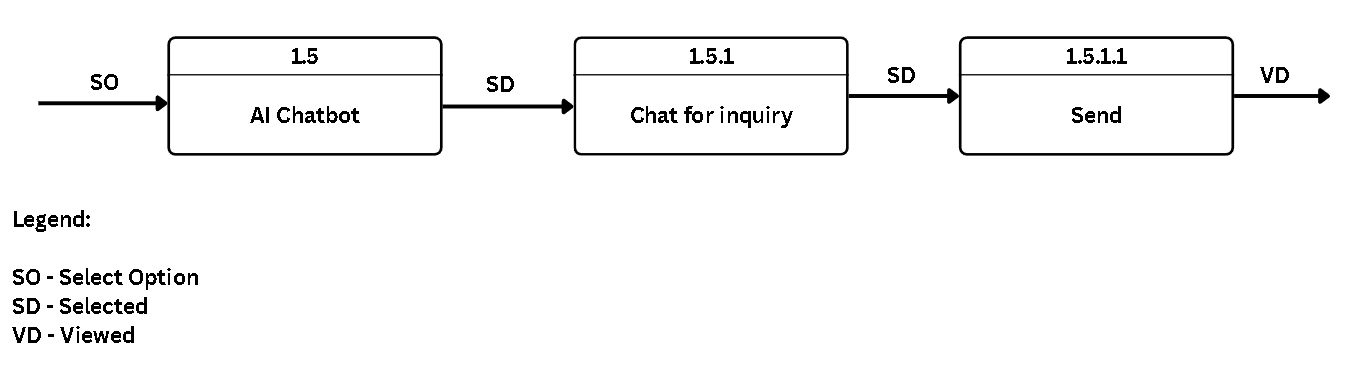 1.5
1.5.1
1.5.1.1
SO
SD
SD
VD
AI Chatbot
Chat for inquiry
Send
Legend:
SO - Select Option
SD - Selected
VD - Viewed